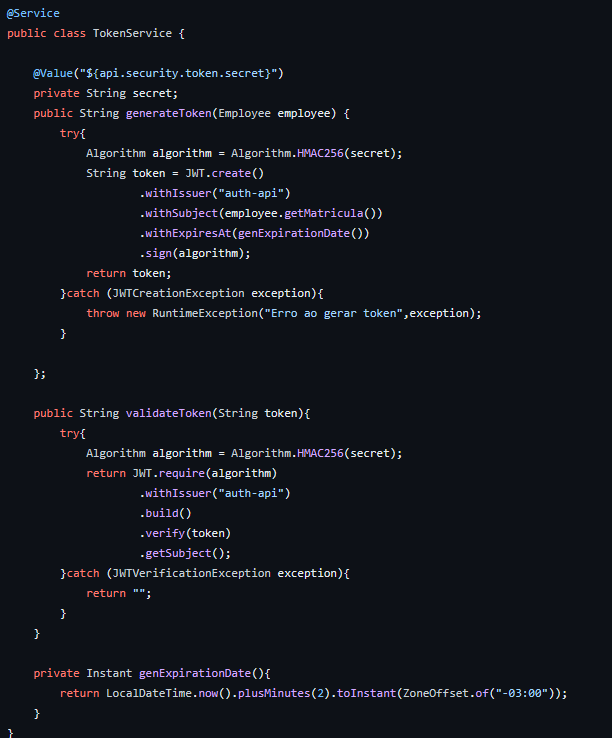 @Service
public class TokenService {
@Value("${api.security.token.secret}")
private String secret;
public String generateToken(Employee employee) {
try{
Algorithm algorithm = Algorithm.HMAC256(secret);
String token = JWT.create()
.withIssuer("auth-api")
.withSubject(employee.getMatricula())
.withExpiresAt(genExpirationDate())
.sign(algorithm);
return token;
}catch (JWTCreationException exception){
throw new RuntimeException("Erro ao gerar token",exception);
}
};
public String validateToken(String token){
try{
Algorithm algorithm = Algorithm.HMAC256(secret);
return JWT.require(algorithm)
.withIssuer("auth-api")
.build()
.verify(token)
.getSubject();
}catch (JWTVerificationException exception){
return "";
}
}
private Instant genExpirationDate(){
return LocalDateTime.now().plusMinutes(2).toInstant(ZoneOffset.of("-03:00"));
}
}